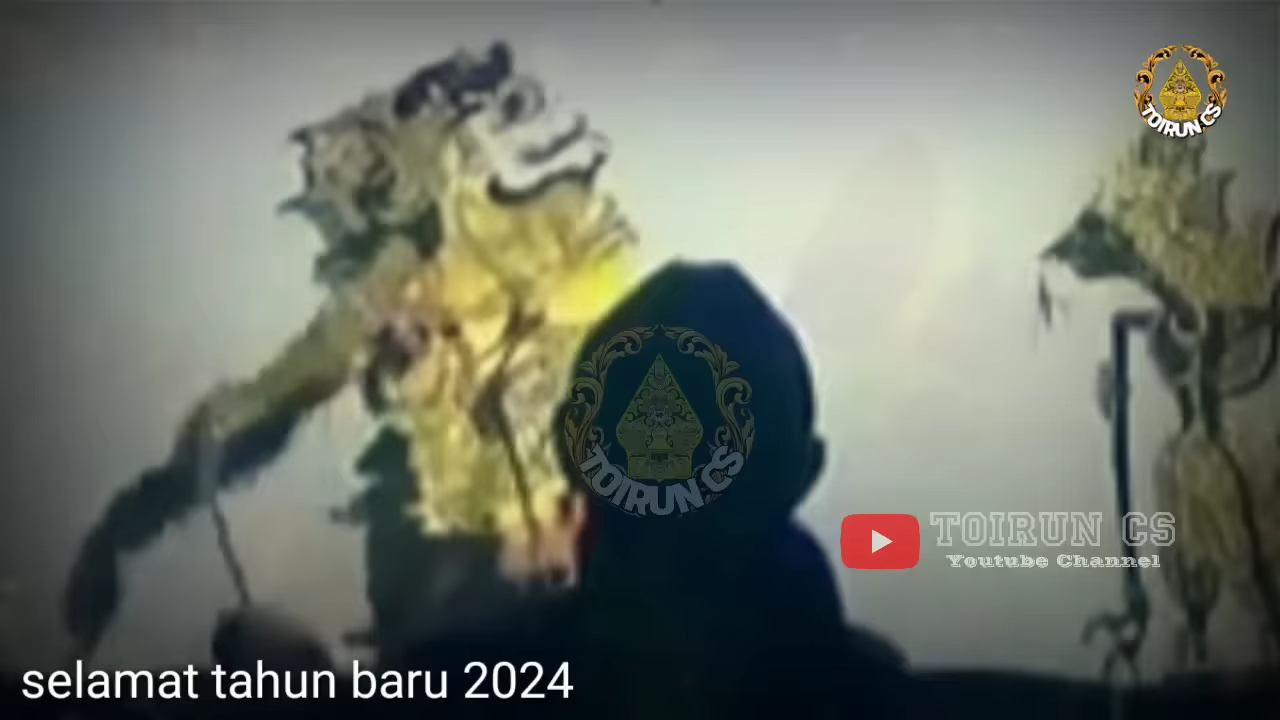 TOIRUN.CS
TOIRUN.CS
TOIRUN CS
Youtube Channel
selamat tahun baru 2024